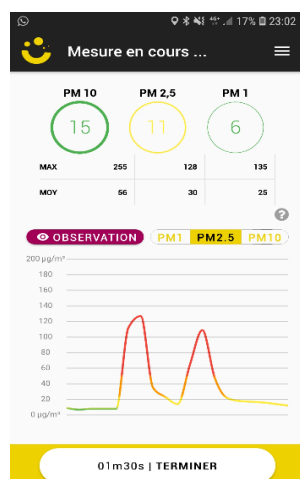 17% 23:02
Mesure en cours ...
PM 10 PM 2,5 PM 1
15 11 6
MAX 255 128 135
MOY 56 30 25
?
OBSERVATION PM1 PM2.5 PM10
200 µg/m³
180
160
140
120
100
80
60
40
20
0 µg/m³
01m30s | TERMINER